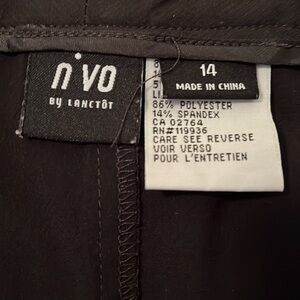 nivo
BY LANCTÔT
14
MADE IN CHINA
86% POLYESTER
14% SPANDEX
CA 02764
RN#119936
CARE SEE REVERSE
VOIR VERSO
POUR L'ENTRETIEN